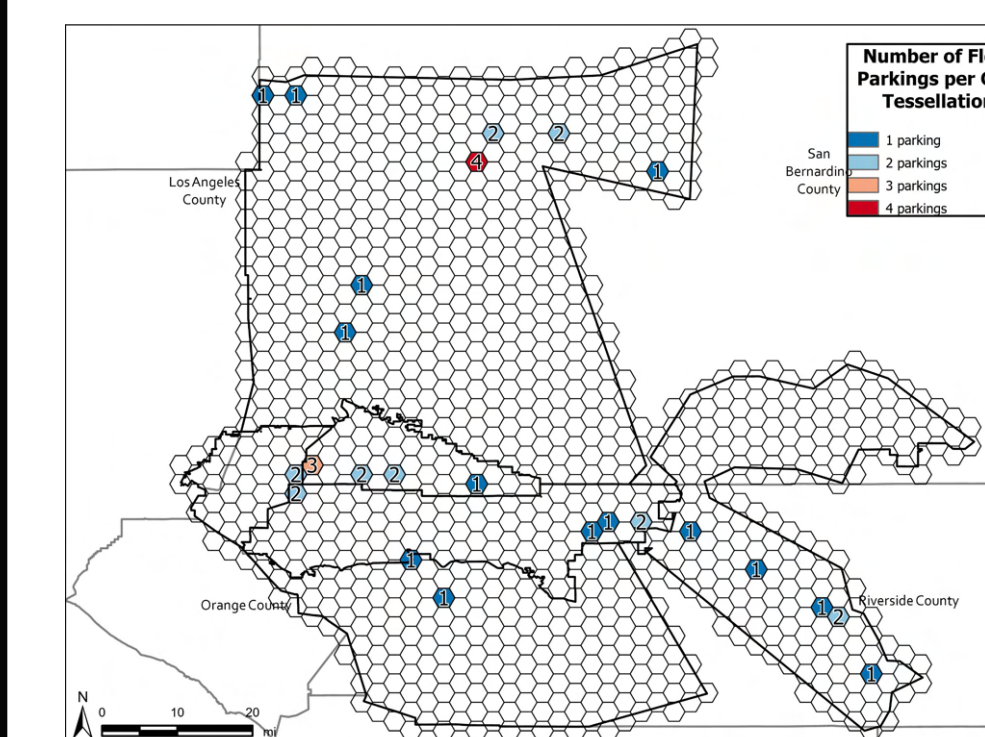 Number of Fl
Parkings per
Tessellation
1 parking
2 parkings
3 parkings
4 parkings
San
Bernardino
County
Los Angeles
County
1 1
2 2
4
1
1
1
3
2 2 2
1
2
1 1 2 1
1
1
1
1 2
1
Orange County
Riverside County
N
0 10 20
mi